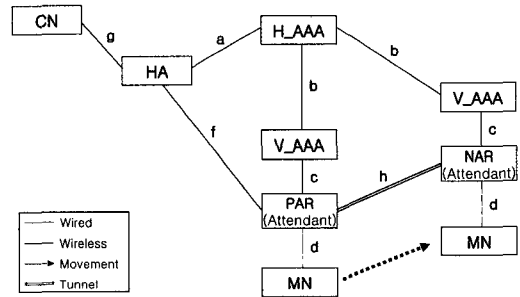 CN
g
HA
a
H_AAA
b
b
V_AAA
c
f
V_AAA
c
h
NAR
(Attendant)
PAR
(Attendant)
d
d
MN
MN
Wired
Wireless
Movement
Tunnel